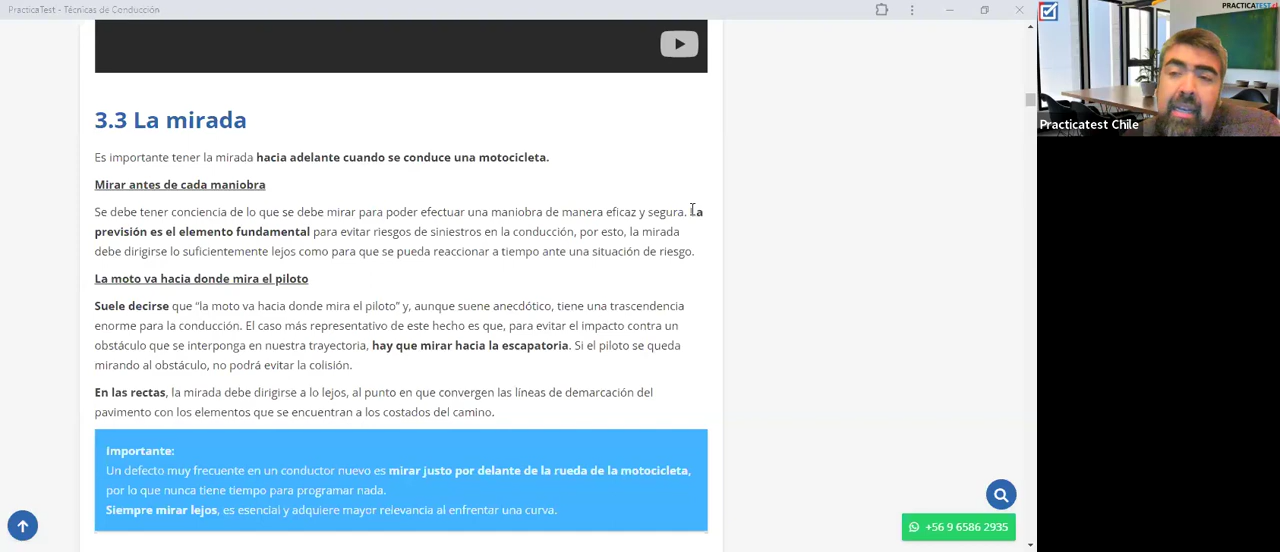 PracticaTest - Técnicas de Conducción
PRACTICATEST.cl
Practicatest Chile
3.3 La mirada
Es importante tener la mirada hacia adelante cuando se conduce una motocicleta.
Mirar antes de cada maniobra
Se debe tener conciencia de lo que se debe mirar para poder efectuar una maniobra de manera eficaz y segura. La
previsión es el elemento fundamental para evitar riesgos de siniestros en la conducción, por esto, la mirada
debe dirigirse lo suficientemente lejos como para que se pueda reaccionar a tiempo ante una situación de riesgo.
La moto va hacia donde mira el piloto
Suele decirse que “la moto va hacia donde mira el piloto” y, aunque suene anecdótico, tiene una trascendencia
enorme para la conducción. El caso más representativo de este hecho es que, para evitar el impacto contra un
obstáculo que se interponga en nuestra trayectoria, hay que mirar hacia la escapatoria. Si el piloto se queda
mirando al obstáculo, no podrá evitar la colisión.
En las rectas, la mirada debe dirigirse a lo lejos, al punto en que convergen las líneas de demarcación del
pavimento con los elementos que se encuentran a los costados del camino.
Importante:
Un defecto muy frecuente en un conductor nuevo es mirar justo por delante de la rueda de la motocicleta,
por lo que nunca tiene tiempo para programar nada.
Siempre mirar lejos, es esencial y adquiere mayor relevancia al enfrentar una curva.
+56 9 6586 2935